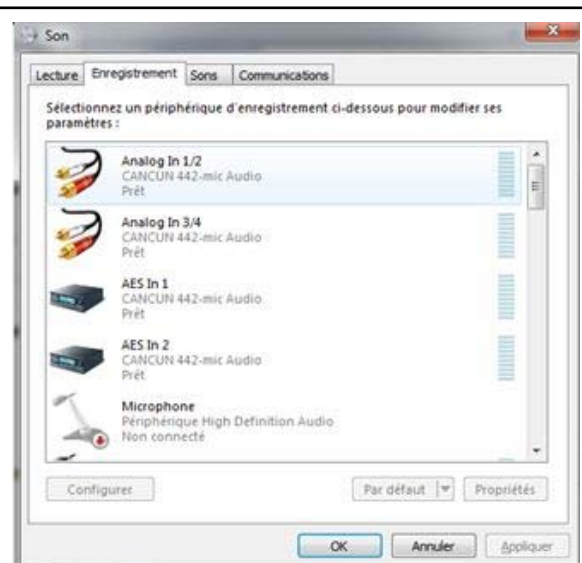 Son
Lecture Enregistrement Sons Communications
Sélectionnez un périphérique d'enregistrement ci-dessous pour modifier ses
paramètres :
Analog In 1/2
CANCUN 442-mic Audio
Prêt
Analog In 3/4
CANCUN 442-mic Audio
Prêt
AES In 1
CANCUN 442-mic Audio
Prêt
AES In 2
CANCUN 442-mic Audio
Prêt
Microphone
Périphérique High Definition Audio
Non connecté
Configurer Par défaut Propriétés
OK Annuler Appliquer